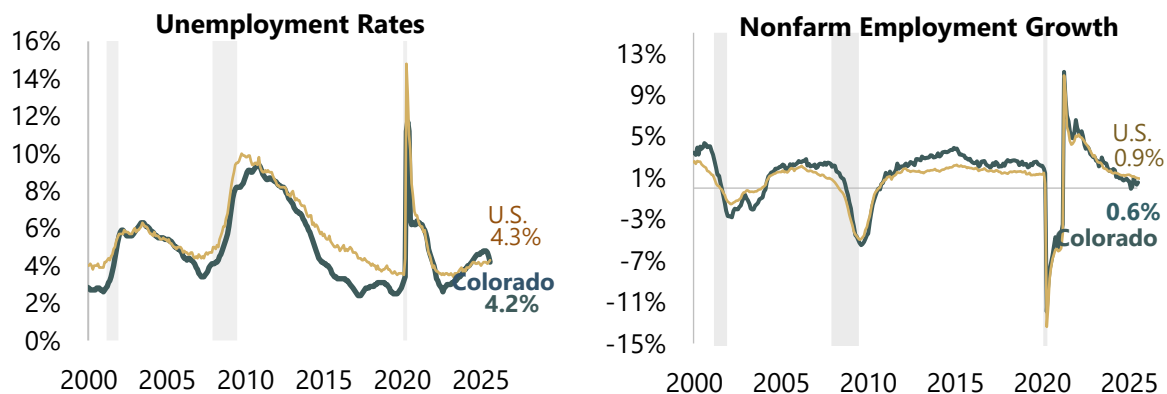 Unemployment Rates
16%
14%
12%
10%
8%
6%
4%
2%
0%
U.S.
4.3%
Colorado
4.2%
2000 2005 2010 2015 2020 2025
Nonfarm Employment Growth
13%
9%
5%
1%
-3%
-7%
-11%
-15%
U.S.
0.9%
0.6%
Colorado
2000 2005 2010 2015 2020 2025